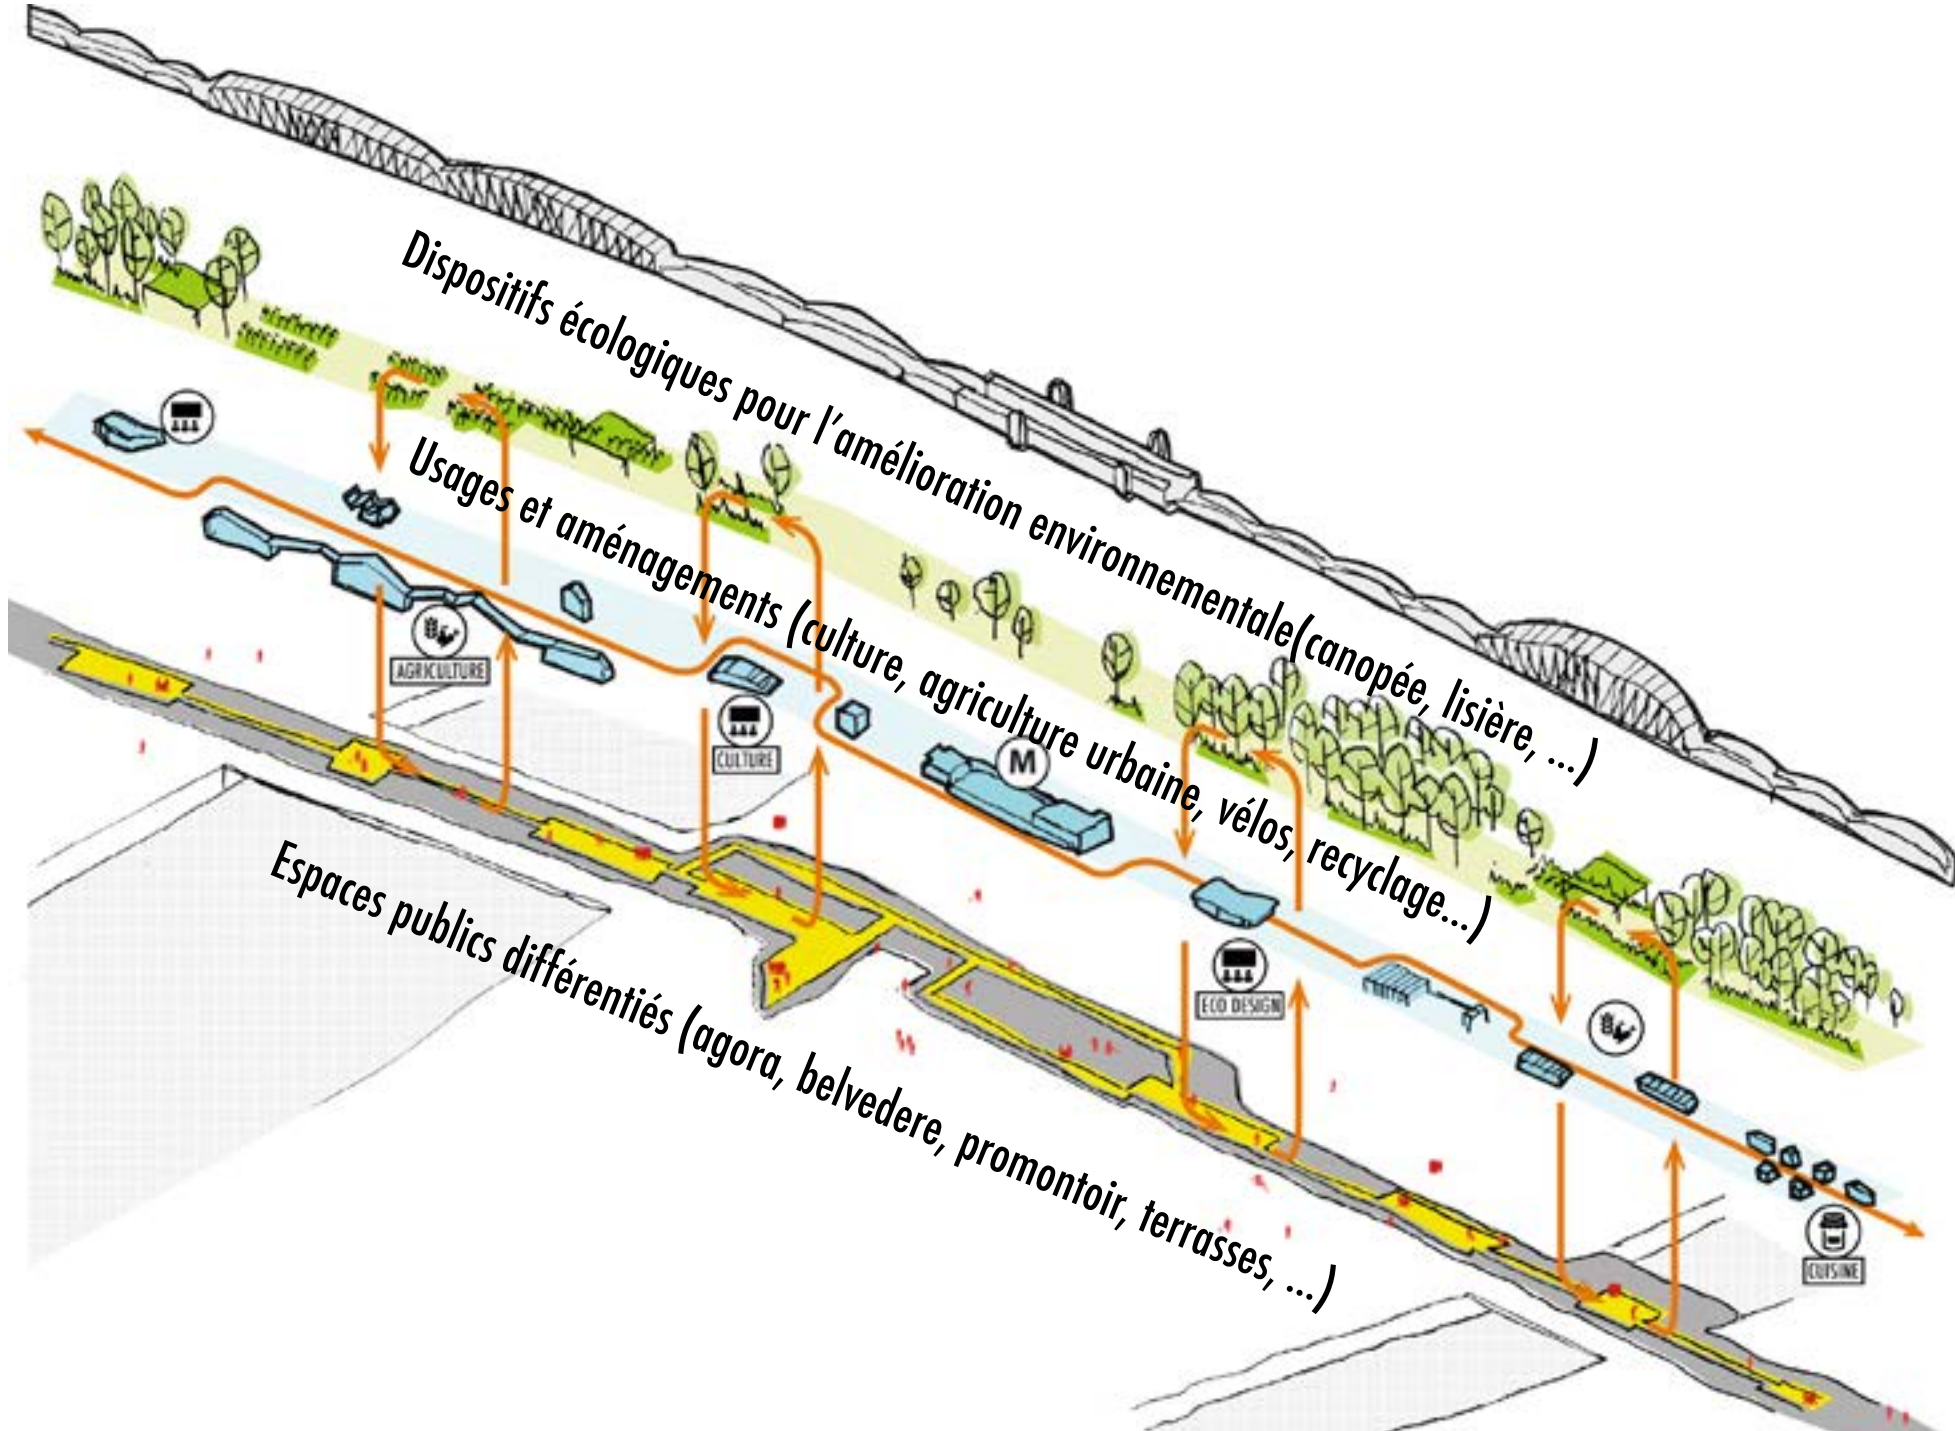 Dispositifs écologiques pour l'amélioration environnementale(canopée, lisière, ...)
Usages et aménagements (culture, agriculture urbaine, vélos, recyclage...)
AGRICULTURE
CULTURE
M
ECO DESIGN
CUISINE
Espaces publics différentiés (agora, belvedere, promontoir, terrasses, ...)